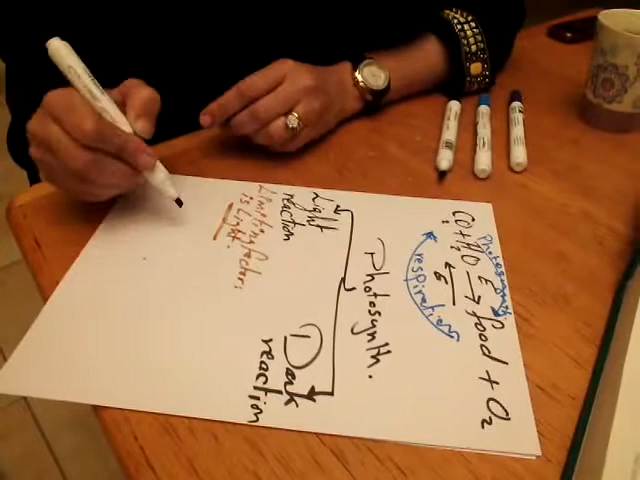 Photosynth.
CO2 + H2O E → food + O2
← E
respiration
Photosynth.
Light
reaction
Limiting factor
is light.
Dark
reaction